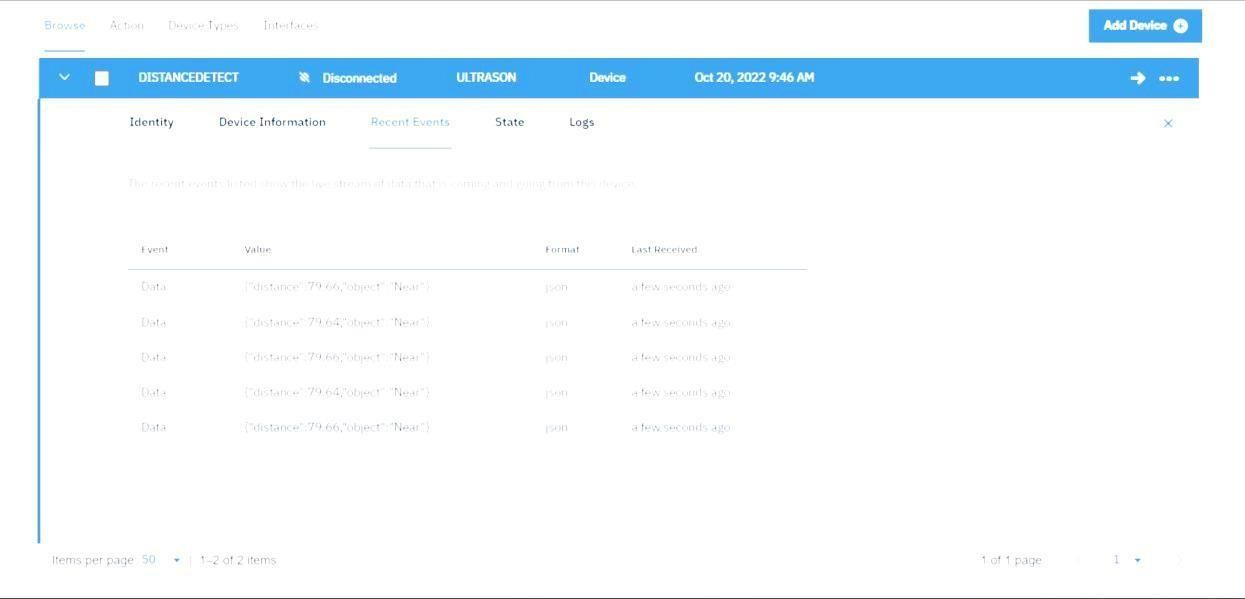 Browse Action Device Types Interfaces Add Device
DISTANCEDETECT Disconnected ULTRASON Device Oct 20, 2022 9:46 AM
Identity Device Information Recent Events State Logs
The recent events listed show the live stream of data that is coming and going from this device.
Event Value Format Last Received
Data {"distance":79.66,"object":"Near"} json a few seconds ago
Data {"distance":79.64,"object":"Near"} json a few seconds ago
Data {"distance":79.66,"object":"Near"} json a few seconds ago
Data {"distance":79.64,"object":"Near"} json a few seconds ago
Data {"distance":79.66,"object":"Near"} json a few seconds ago
Items per page 50 | 1–2 of 2 items 1 of 1 page 1